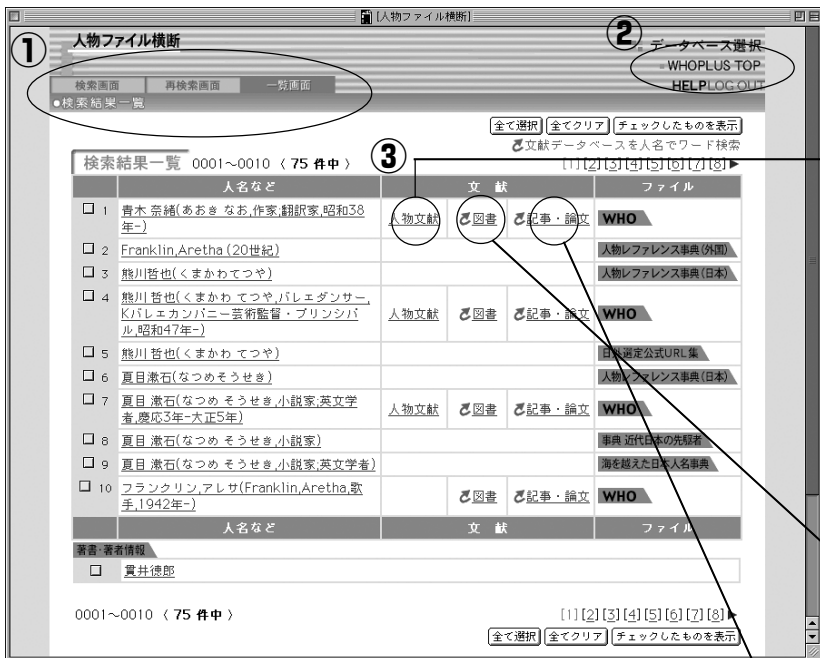 [人物ファイル横断]
① 人物ファイル横断
② データベース選択
WHOPLUS TOP
HELP LOG OUT
検索画面 再検索画面 一覧画面
●検索結果一覧
全て選択 全てクリア チェックしたものを表示
文献データベースを人名でワード検索
検索結果一覧 0001~0010 〈 75 件中 〉 ③ [1][2][3][4][5][6][7][8]▶
人名など 文 献 ファイル
1 青木 奈緒(あおき なお,作家;翻訳家,昭和38年-) 人物文献 図書 記事・論文 WHO
2 Franklin,Aretha (20世紀) 人物レファレンス事典(外国)
3 熊川哲也(くまかわてつや) 人物レファレンス事典(日本)
4 熊川 哲也(くまかわ てつや,バレエダンサー,Kバレエカンパニー芸術監督・プリンシパル,昭和47年-) 人物文献 図書 記事・論文 WHO
5 熊川 哲也(くまかわ てつや) 日外選定公式URL集
6 夏目漱石(なつめそうせき) 人物レファレンス事典(日本)
7 夏目 漱石(なつめ そうせき,小説家;英文学者,慶応3年-大正5年) 人物文献 図書 記事・論文 WHO
8 夏目 漱石(なつめ そうせき,小説家) 事典 近代日本の先駆者
9 夏目 漱石(なつめ そうせき,小説家;英文学者) 海を越えた日本人名事典
10 フランクリン,アレサ(Franklin,Aretha,歌手,1942年-) 図書 記事・論文 WHO
人名など 文 献 ファイル
著書・著者情報
貫井徳郎
0001~0010 〈 75 件中 〉 [1][2][3][4][5][6][7][8]▶
全て選択 全てクリア チェックしたものを表示